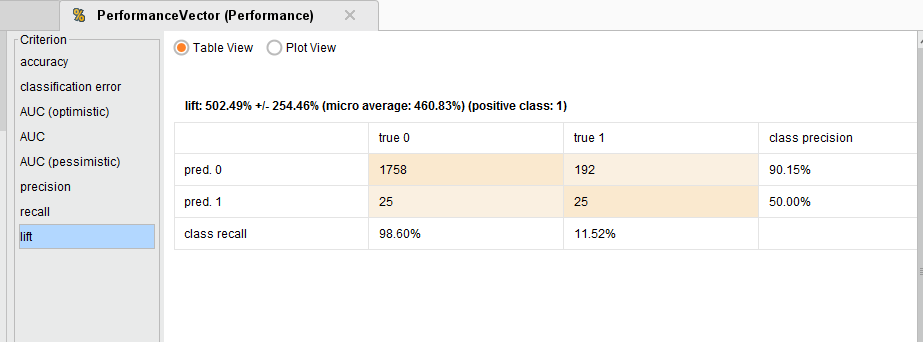 PerformanceVector (Performance)
Criterion
accuracy
classification error
AUC (optimistic)
AUC
AUC (pessimistic)
precision
recall
lift
Table View Plot View
lift: 502.49% +/- 254.46% (micro average: 460.83%) (positive class: 1)
true 0 true 1 class precision
pred. 0 1758 192 90.15%
pred. 1 25 25 50.00%
class recall 98.60% 11.52%